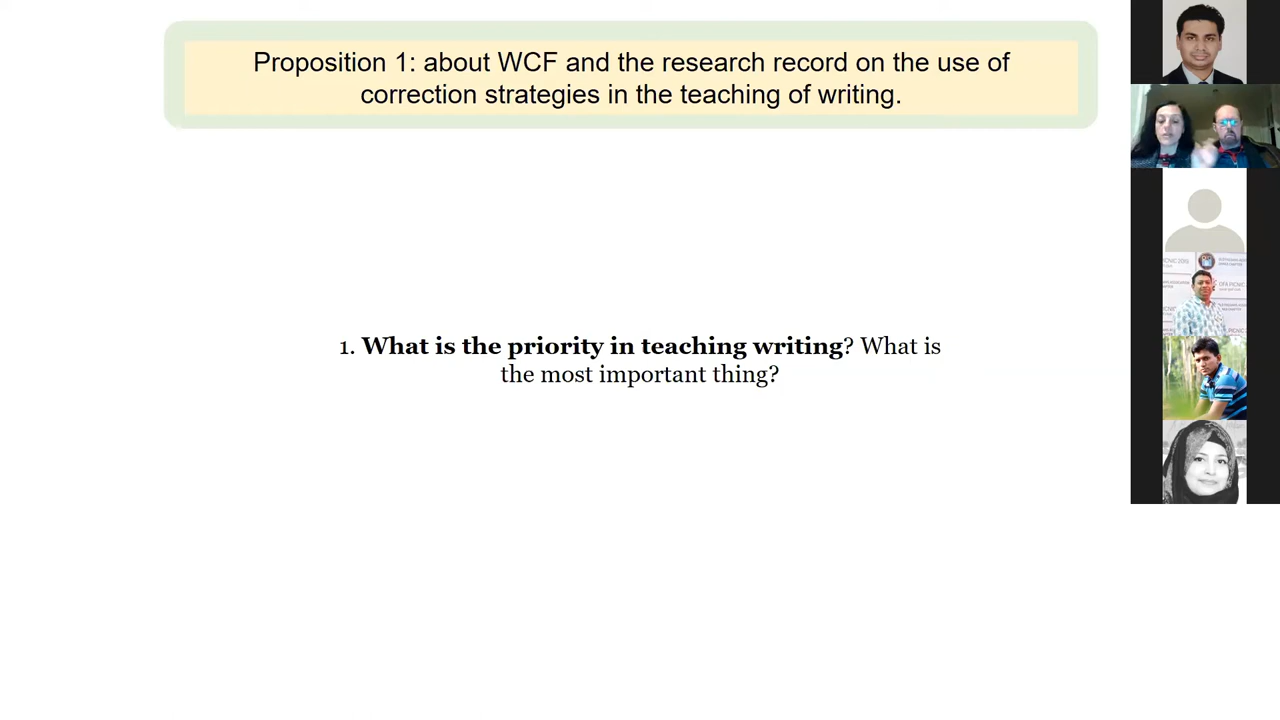 Proposition 1: about WCF and the research record on the use of
correction strategies in the teaching of writing.
1. What is the priority in teaching writing? What is
the most important thing?